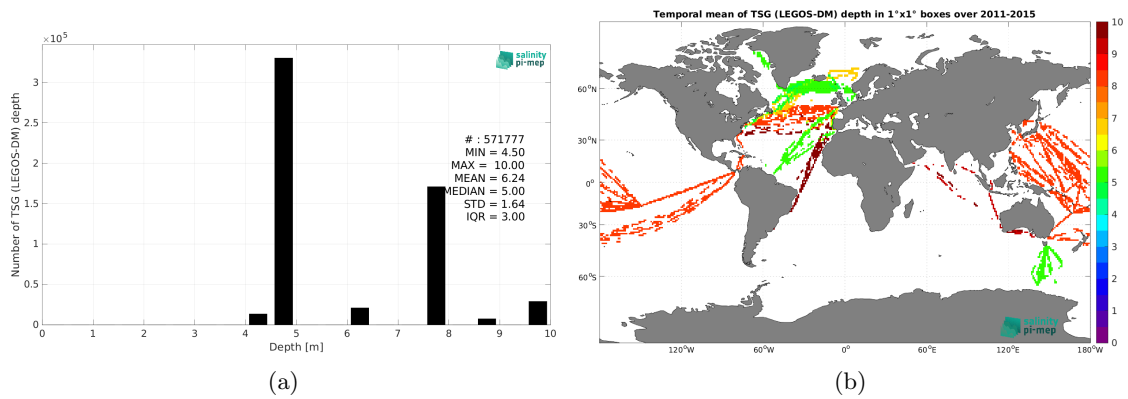 ×10⁵
salinity
pi-mep
Number of TSG (LEGOS-DM) depth
3
2.5
2
1.5
1
0.5
0
# : 571777
MIN = 4.50
MAX = 10.00
MEAN = 6.24
MEDIAN = 5.00
STD = 1.64
IQR = 3.00
0 1 2 3 4 5 6 7 8 9 10
Depth [m]
(a)
Temporal mean of TSG (LEGOS-DM) depth in 1°x1° boxes over 2011-2015
60°N
30°N
0°
30°S
60°S
120°W 60°W 0° 60°E 120°E 180°W
10
9
8
7
6
5
4
3
2
1
0
salinity
pi-mep
(b)